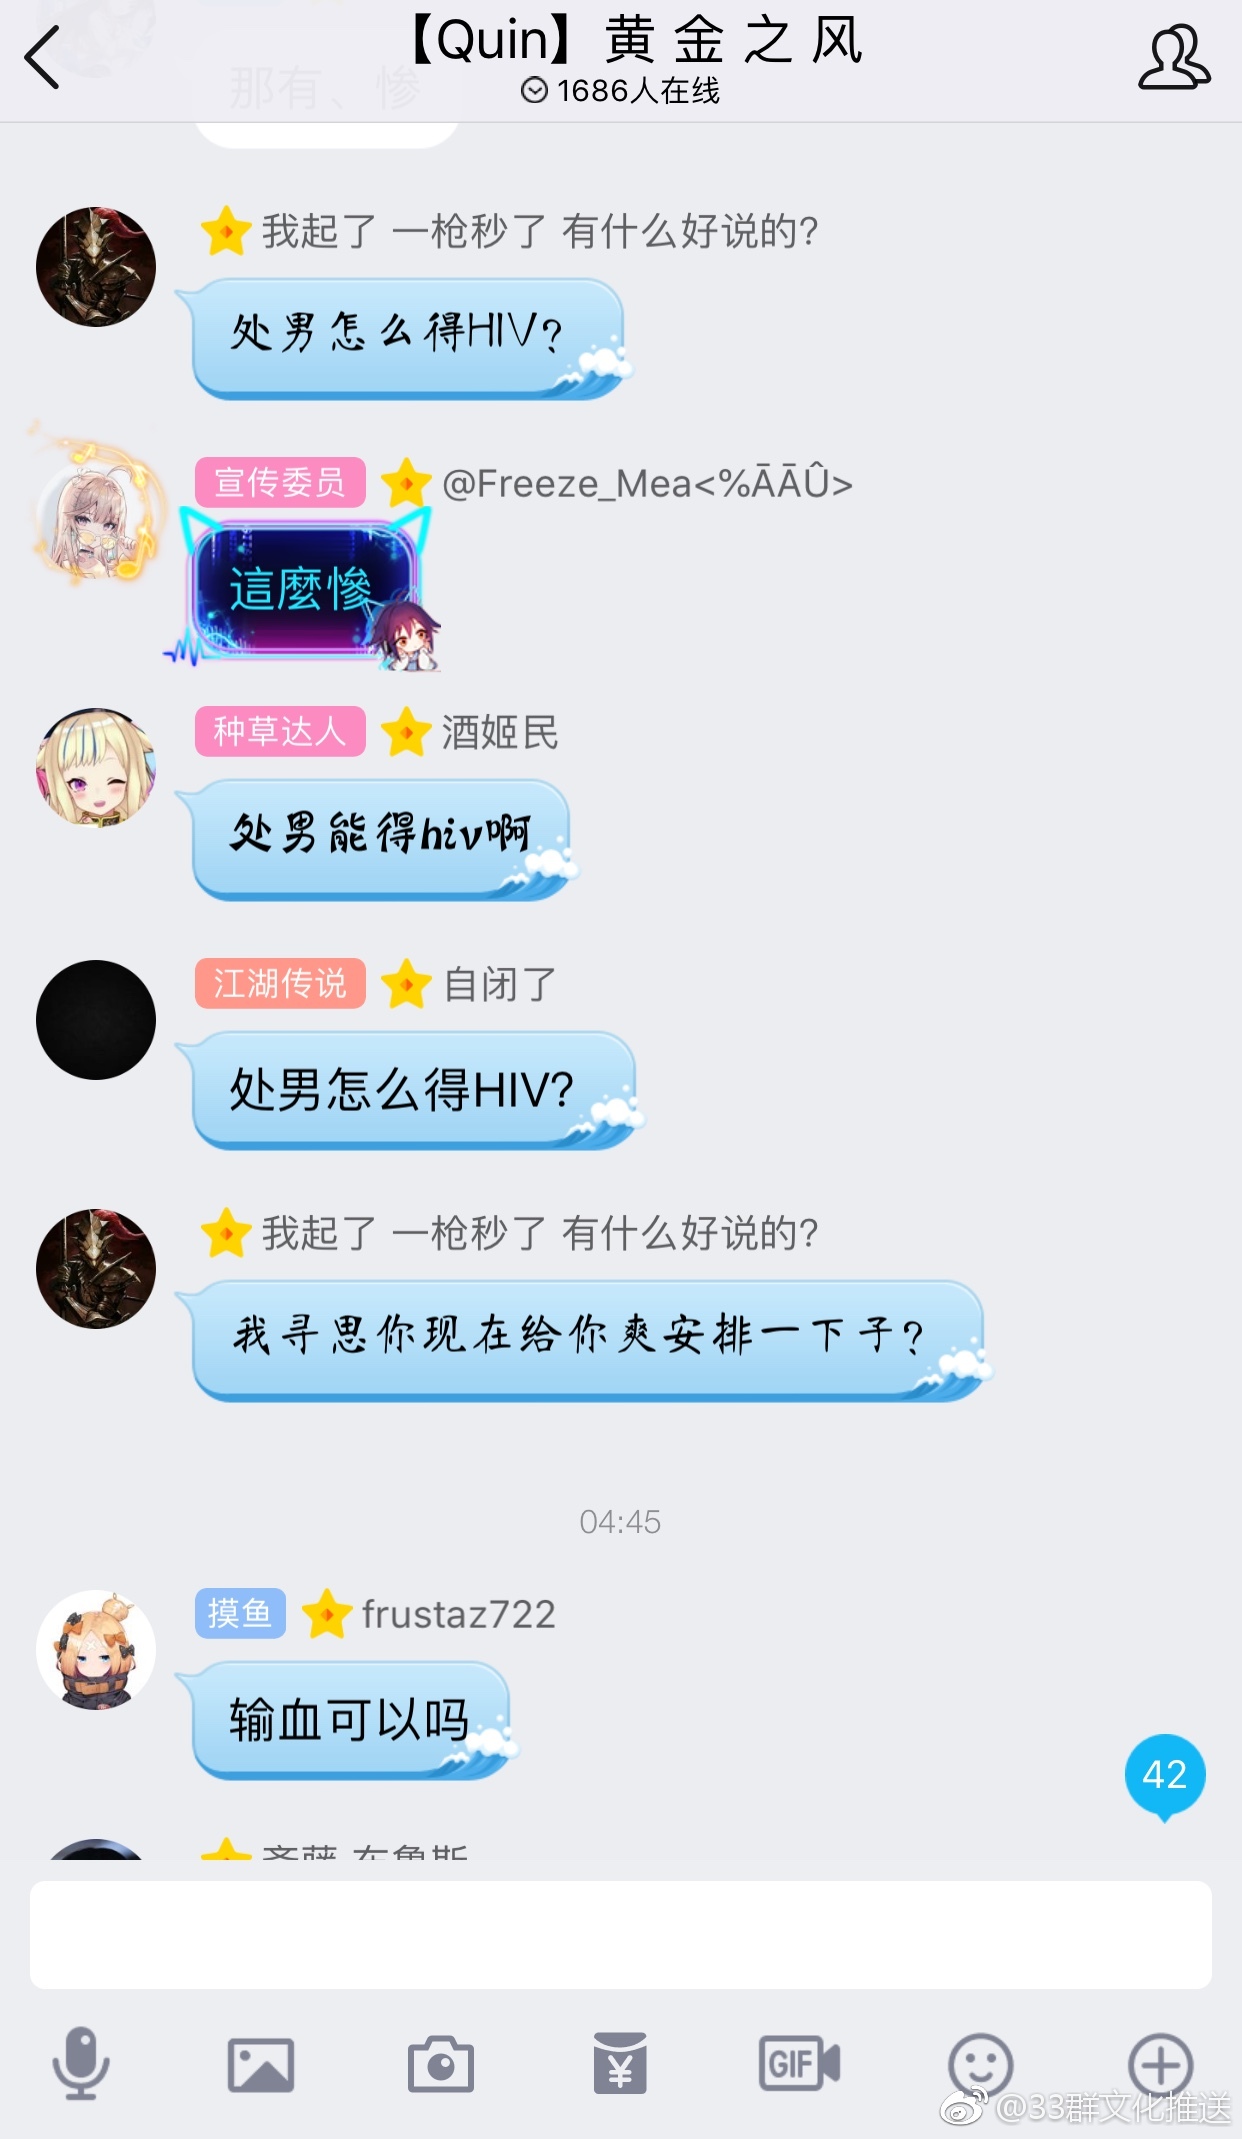 【Quin】黄金之风
1686人在线
那有、惨
我起了 一枪秒了 有什么好说的?
处男怎么得HIV?
宣传委员 @Freeze_Mea<%ĀĀÛ>
這麼慘
种草达人 酒姬民
处男能得hiv啊
江湖传说 自闭了
处男怎么得HIV?
我起了 一枪秒了 有什么好说的?
我寻思你现在给你爽安排一下子?
04:45
摸鱼 frustaz722
输血可以吗
42
斋藤 布鲁斯
GIF
@33群文化推送